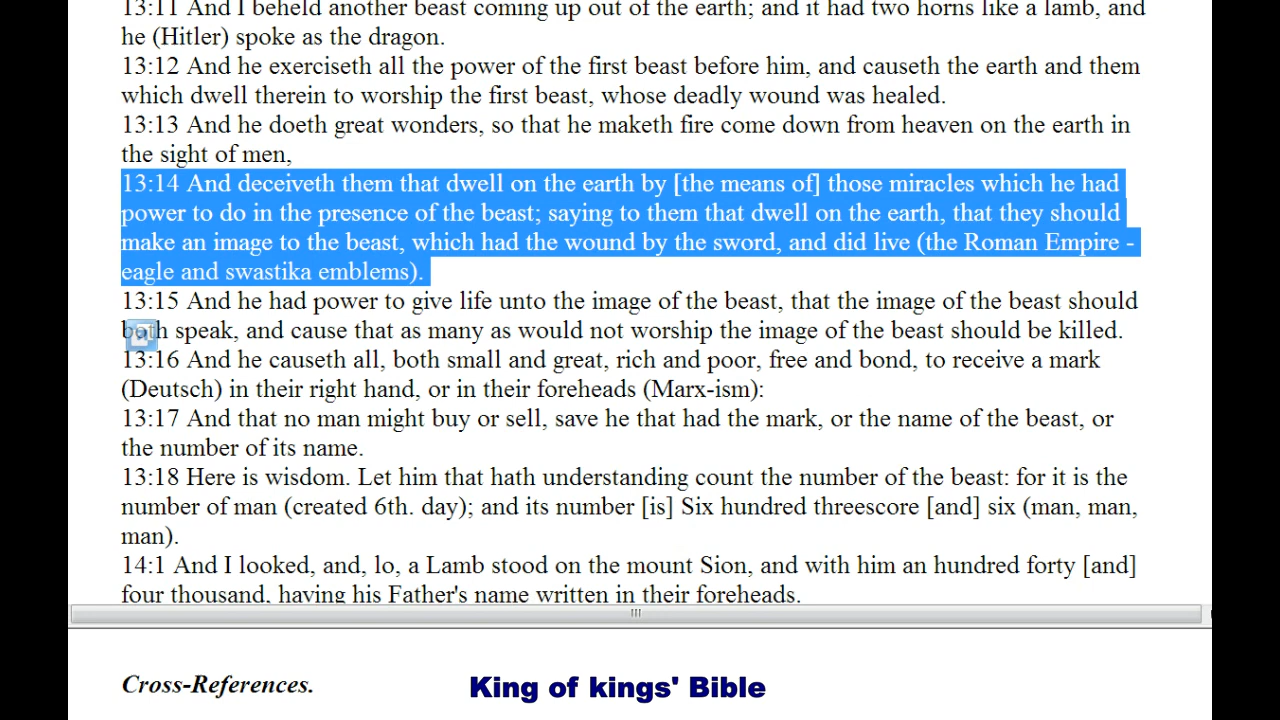 13:11 And I beheld another beast coming up out of the earth; and it had two horns like a lamb, and
he (Hitler) spoke as the dragon.
13:12 And he exerciseth all the power of the first beast before him, and causeth the earth and them
which dwell therein to worship the first beast, whose deadly wound was healed.
13:13 And he doeth great wonders, so that he maketh fire come down from heaven on the earth in
the sight of men,
13:14 And deceiveth them that dwell on the earth by [the means of] those miracles which he had
power to do in the presence of the beast; saying to them that dwell on the earth, that they should
make an image to the beast, which had the wound by the sword, and did live (the Roman Empire -
eagle and swastika emblems).
13:15 And he had power to give life unto the image of the beast, that the image of the beast should
both speak, and cause that as many as would not worship the image of the beast should be killed.
13:16 And he causeth all, both small and great, rich and poor, free and bond, to receive a mark
(Deutsch) in their right hand, or in their foreheads (Marx-ism):
13:17 And that no man might buy or sell, save he that had the mark, or the name of the beast, or
the number of its name.
13:18 Here is wisdom. Let him that hath understanding count the number of the beast: for it is the
number of man (created 6th. day); and its number [is] Six hundred threescore [and] six (man, man,
man).
14:1 And I looked, and, lo, a Lamb stood on the mount Sion, and with him an hundred forty [and]
four thousand, having his Father's name written in their foreheads.
Cross-References.
King of kings' Bible